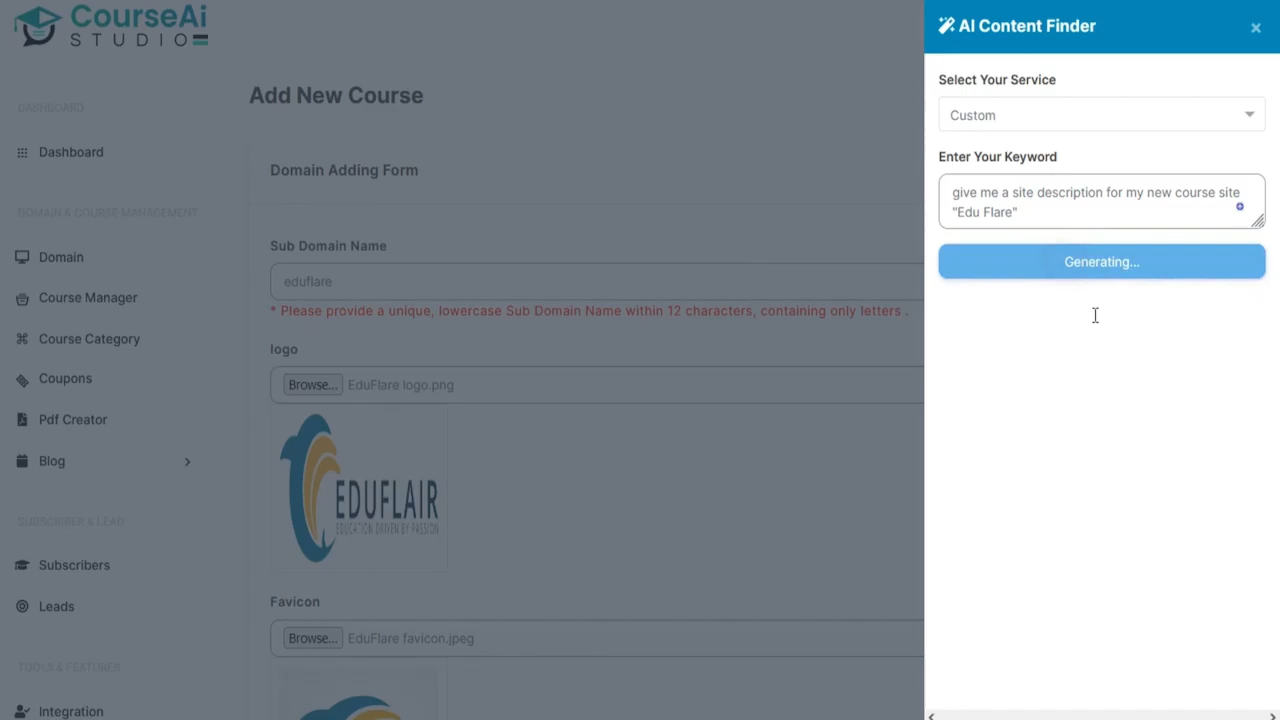 CourseAi
STUDIO
DASHBOARD
Dashboard
DOMAIN & COURSE MANAGEMENT
Domain
Course Manager
Course Category
Coupons
Pdf Creator
Blog
SUBSCRIBER & LEAD
Subscribers
Leads
TOOLS & FEATURES
Integration
Add New Course
Domain Adding Form
Sub Domain Name
eduflare
* Please provide a unique, lowercase Sub Domain Name within 12 characters, containing only letters .
logo
Browse... EduFlare logo.png
EDUFLAIR
EDUCATION DRIVEN BY PASSION
Favicon
Browse... EduFlare favicon.jpeg
AI Content Finder
×
Select Your Service
Custom
Enter Your Keyword
give me a site description for my new course site
"Edu Flare"
Generating...